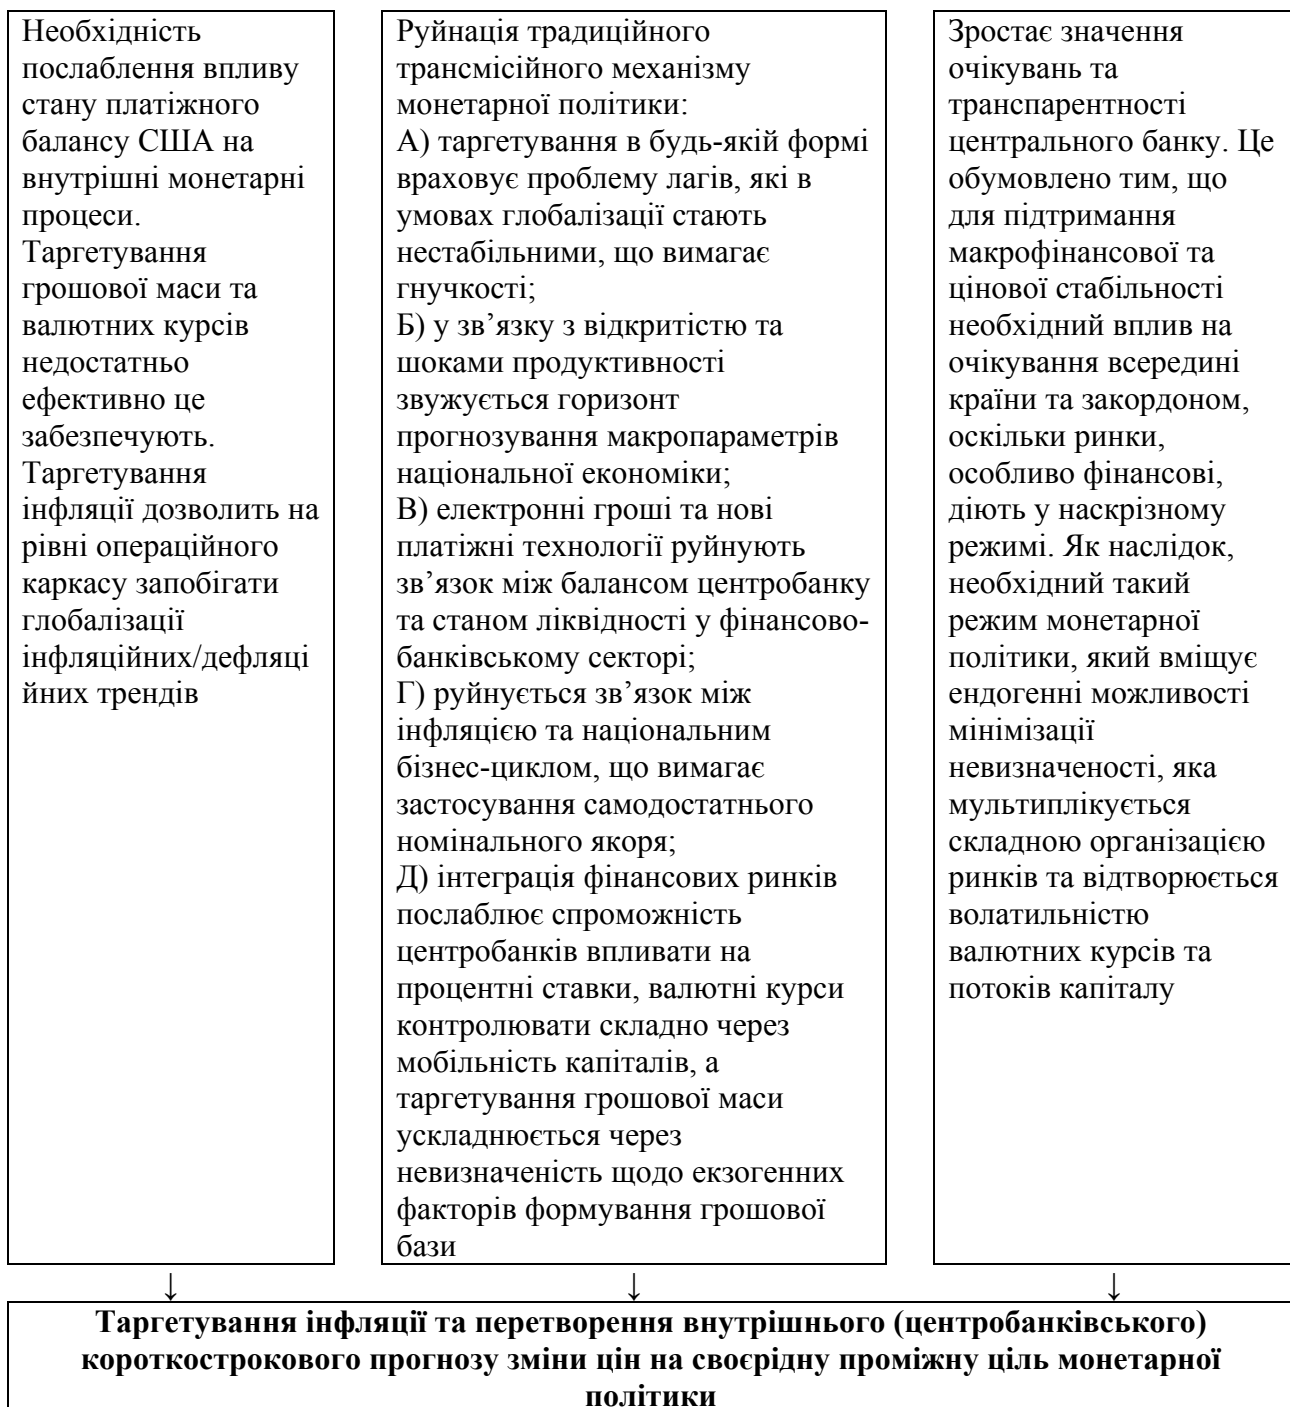 Необхідність
послаблення впливу
стану платіжного
балансу США на
внутрішні монетарні
процеси.
Таргетування
грошової маси та
валютних курсів
недостатньо
ефективно це
забезпечують.
Таргетування
інфляції дозволить на
рівні операційного
каркасу запобігати
глобалізації
інфляційних/дефляці
йних трендів
Руйнація традиційного
трансмісійного механізму
монетарної політики:
А) таргетування в будь-якій формі
враховує проблему лагів, які в
умовах глобалізації стають
нестабільними, що вимагає
гнучкості;
Б) у зв’язку з відкритістю та
шоками продуктивності
звужується горизонт
прогнозування макропараметрів
національної економіки;
В) електронні гроші та нові
платіжні технології руйнують
зв’язок між балансом центробанку
та станом ліквідності у фінансово-
банківському секторі;
Г) руйнується зв’язок між
інфляцією та національним
бізнес-циклом, що вимагає
застосування самодостатнього
номінального якоря;
Д) інтеграція фінансових ринків
послаблює спроможність
центробанків впливати на
процентні ставки, валютні курси
контролювати складно через
мобільність капіталів, а
таргетування грошової маси
ускладнюється через
невизначеність щодо екзогенних
факторів формування грошової
бази
Зростає значення
очікувань та
транспарентності
центрального банку. Це
обумовлено тим, що
для підтримання
макрофінансової та
цінової стабільності
необхідний вплив на
очікування всередині
країни та закордоном,
оскільки ринки,
особливо фінансові,
діють у наскрізному
режимі. Як наслідок,
необхідний такий
режим монетарної
політики, який вміщує
ендогенні можливості
мінімізації
невизначеності, яка
мультиплікується
складною організацією
ринків та відтворюється
волатильністю
валютних курсів та
потоків капіталу
↓ ↓ ↓
Таргетування інфляції та перетворення внутрішнього (центробанківського)
короткострокового прогнозу зміни цін на своєрідну проміжну ціль монетарної
політики